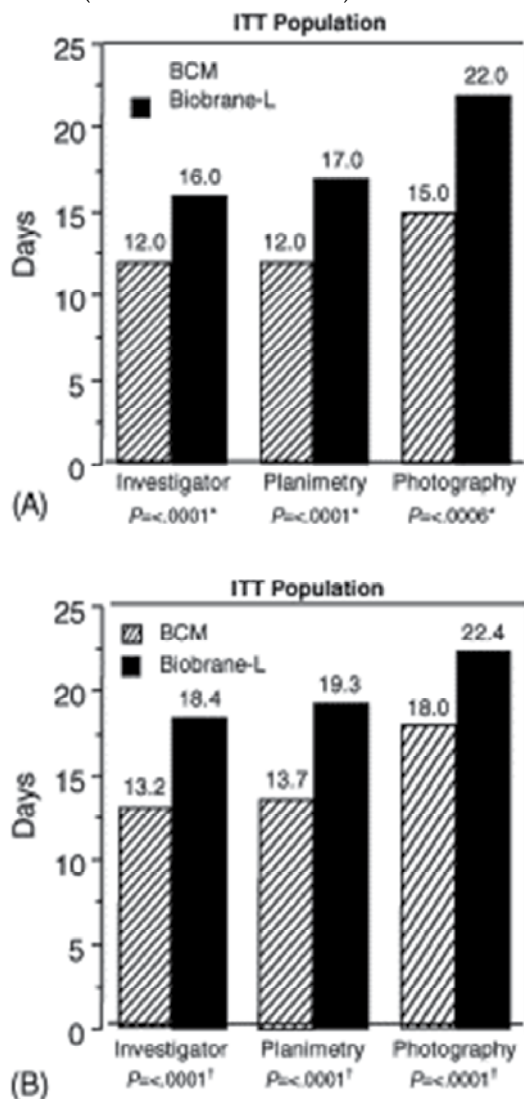 ITT Population
25
BCM
Biobrane-L
20
15
10
5
0
Days
12.0
16.0
12.0
17.0
15.0
22.0
Investigator
Planimetry
Photography
P=<.0001*
P=<.0001*
P=<.0006*
(A)
ITT Population
25
BCM
Biobrane-L
20
15
10
5
0
Days
13.2
18.4
13.7
19.3
18.0
22.4
Investigator
Planimetry
Photography
P=<.0001†
P=<.0001†
P=<.0001†
(B)